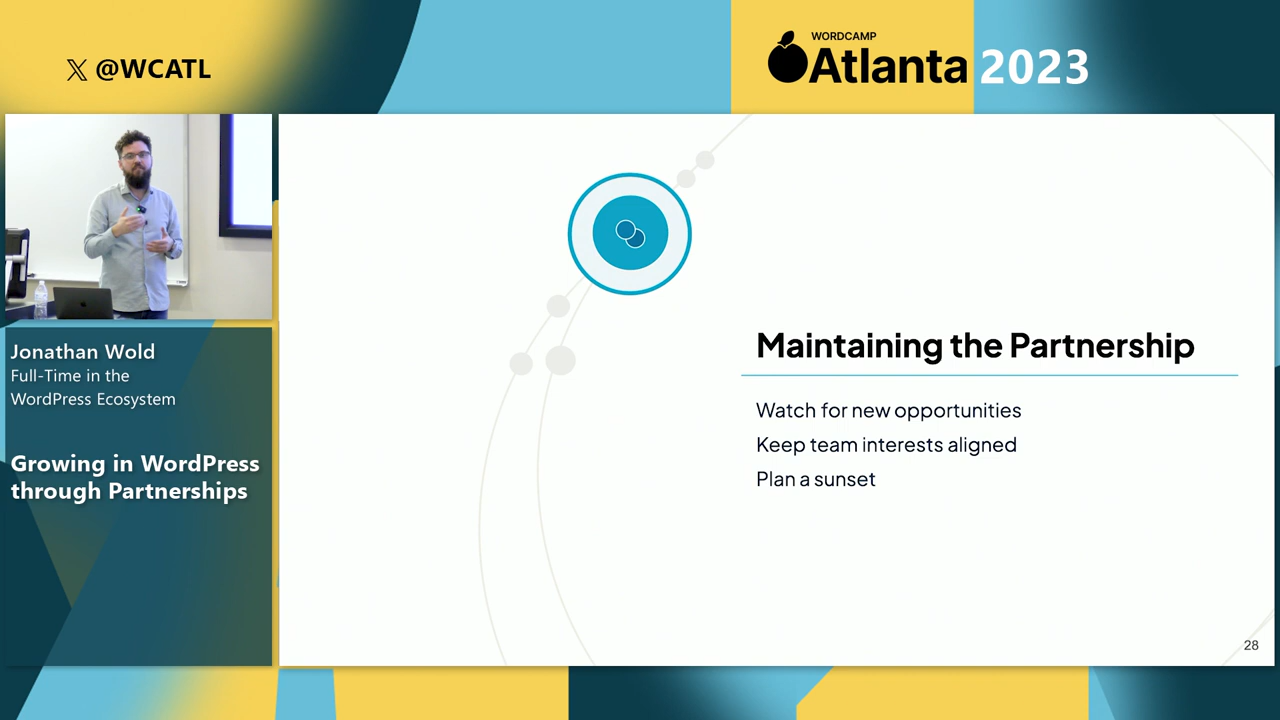 𝕏 @WCATL
WORDCAMP
Atlanta 2023
Jonathan Wold
Full-Time in the
WordPress Ecosystem
Growing in WordPress
through Partnerships
Maintaining the Partnership
Watch for new opportunities
Keep team interests aligned
Plan a sunset
28